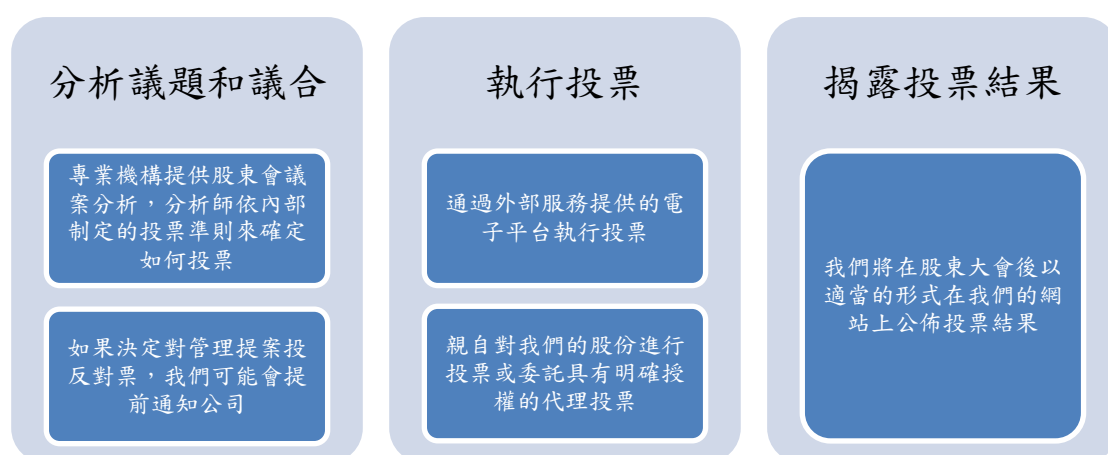 分析議題和議合
專業機構提供股東會議
案分析，分析師依內部
制定的投票準則來確定
如何投票
如果決定對管理提案投
反對票，我們可能會提
前通知公司
執行投票
通過外部服務提供的電
子平台執行投票
親自對我們的股份進行
投票或委託具有明確授
權的代理投票
揭露投票結果
我們將在股東大會後以
適當的形式在我們的網
站上公佈投票結果